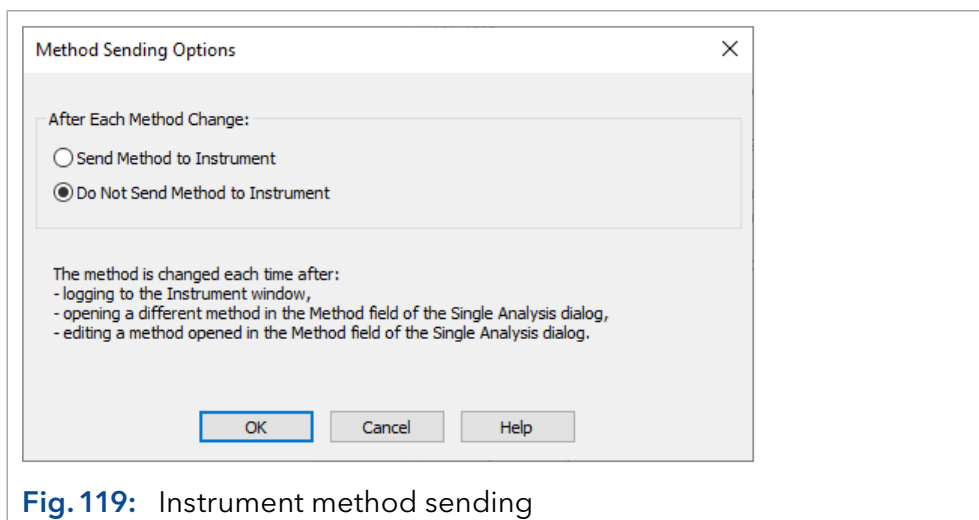 Method Sending Options
After Each Method Change:
Send Method to Instrument
Do Not Send Method to Instrument
The method is changed each time after:
- logging to the Instrument window,
- opening a different method in the Method field of the Single Analysis dialog,
- editing a method opened in the Method field of the Single Analysis dialog.
OK Cancel Help
Fig. 119: Instrument method sending